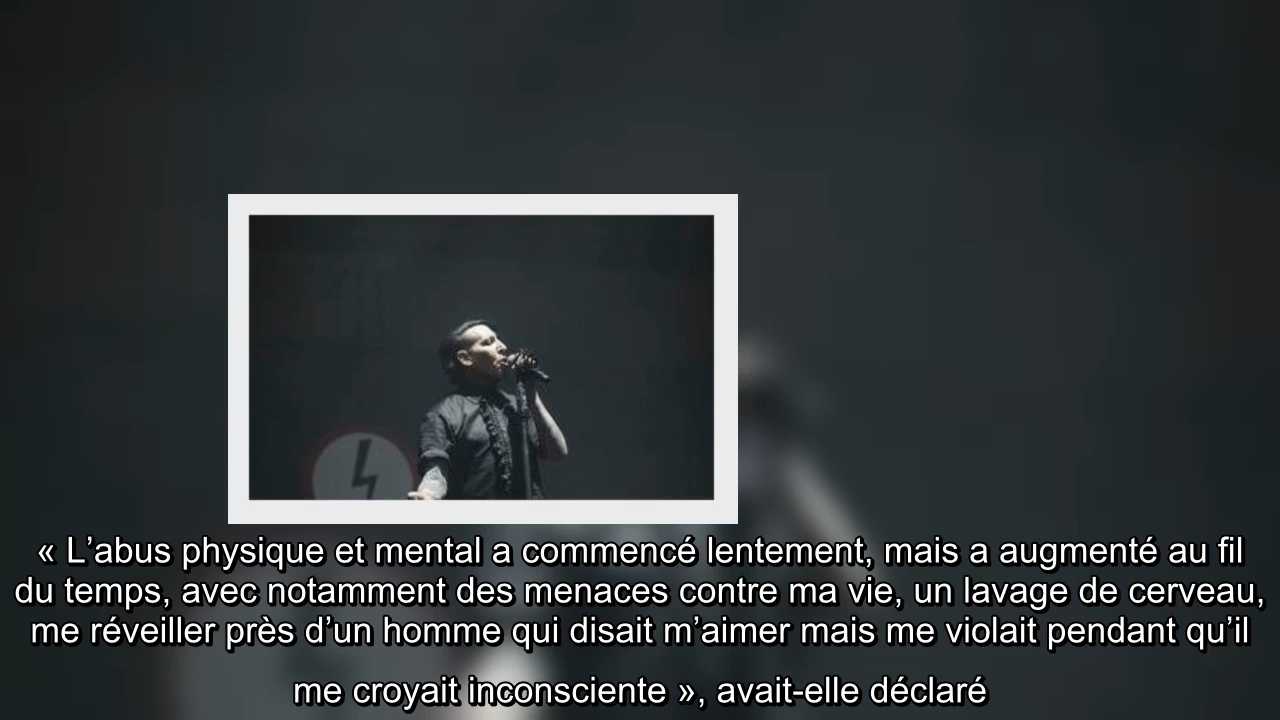 « L’abus physique et mental a commencé lentement, mais a augmenté au fil
du temps, avec notamment des menaces contre ma vie, un lavage de cerveau,
me réveiller près d’un homme qui disait m’aimer mais me violait pendant qu’il
me croyait inconsciente », avait-elle déclaré